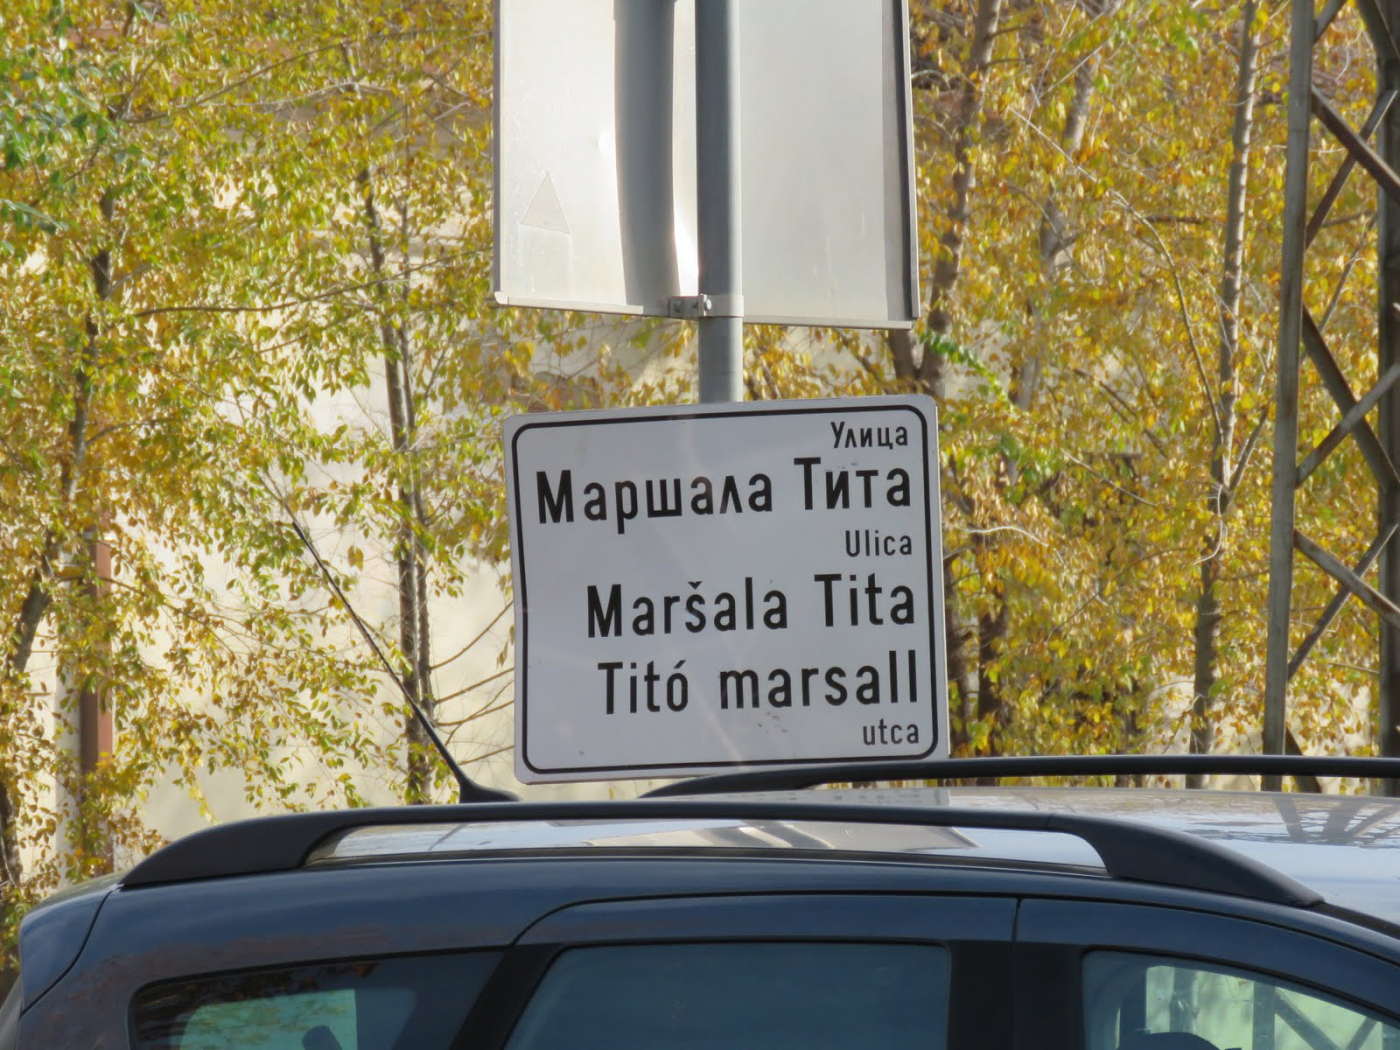 Улица
Маршала Тита
Ulica
Maršala Tita
Titó marsall
utca